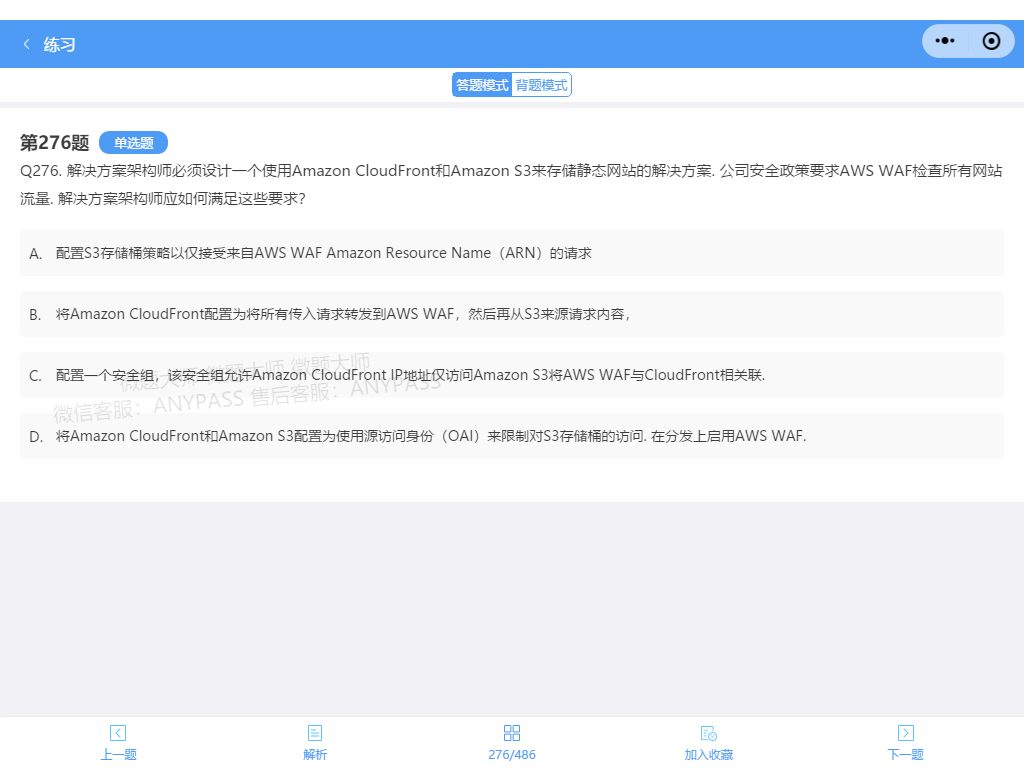 练习
答题模式 背题模式
第276题 单选题
Q276. 解决方案架构师必须设计一个使用Amazon CloudFront和Amazon S3来存储静态网站的解决方案. 公司安全政策要求AWS WAF检查所有网站
流量. 解决方案架构师应如何满足这些要求?
A. 配置S3存储桶策略以仅接受来自AWS WAF Amazon Resource Name（ARN）的请求
B. 将Amazon CloudFront配置为将所有传入请求转发到AWS WAF，然后再从S3来源请求内容，
微题大师 微题大师 微题大师
C. 配置一个安全组，该安全组允许Amazon CloudFront IP地址仅访问Amazon S3将AWS WAF与CloudFront相关联.
微信客服：ANYPASS 售后客服：ANYPASS
D. 将Amazon CloudFront和Amazon S3配置为使用源访问身份（OAI）来限制对S3存储桶的访问. 在分发上启用AWS WAF.
上一题 解析 276/486 加入收藏 下一题